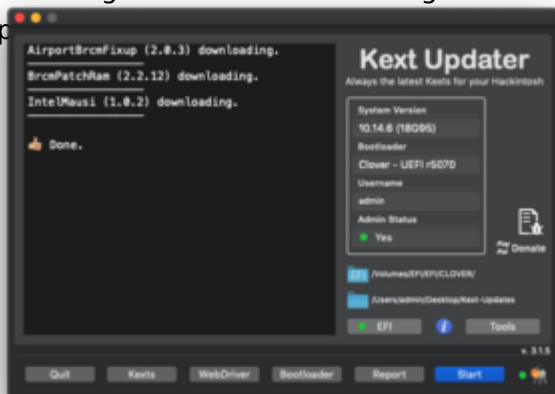 AirportBrcmFixup (2.0.3) downloading.
BrcmPatchRam (2.2.12) downloading.
IntelMausi (1.0.2) downloading.
👍 Done.
Kext Updater
Always the latest Kexts for your Hackintosh
System Version
10.14.6 (18G95)
Bootloader
Clover - UEFI r5070
Username
admin
Admin Status
Yes
Donate
/Volumes/EFI/EFI/CLOVER/
/Users/admin/Desktop/Kext-Updates
EFI
Tools
v. 3.1.5
Quit
Kexts
WebDriver
Bootloader
Report
Start